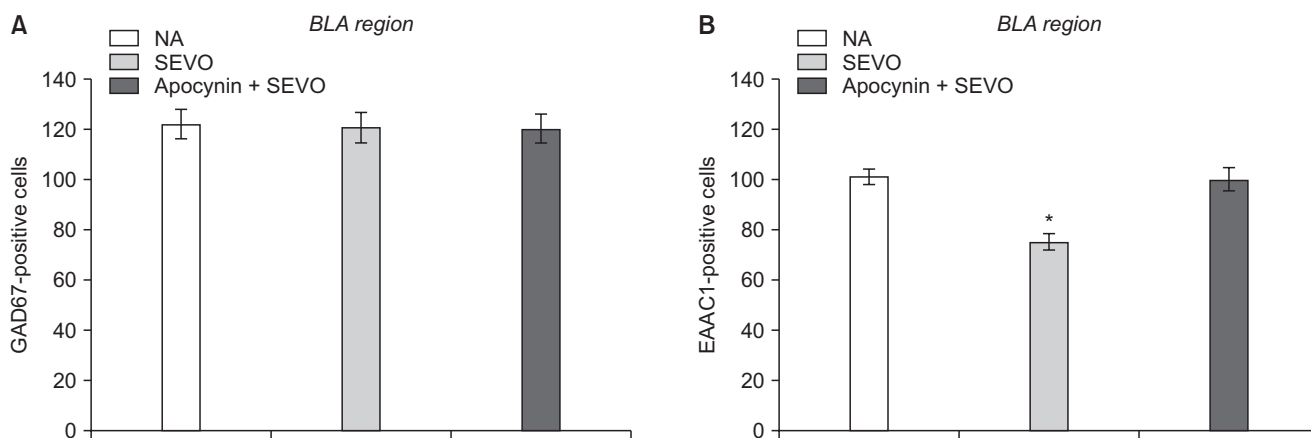 A
BLA region
NA
SEVO
Apocynin + SEVO
GAD67-positive cells
140
120
100
80
60
40
20
0
B
BLA region
NA
SEVO
Apocynin + SEVO
EAAC1-positive cells
140
120
100
80
60
40
20
0
*